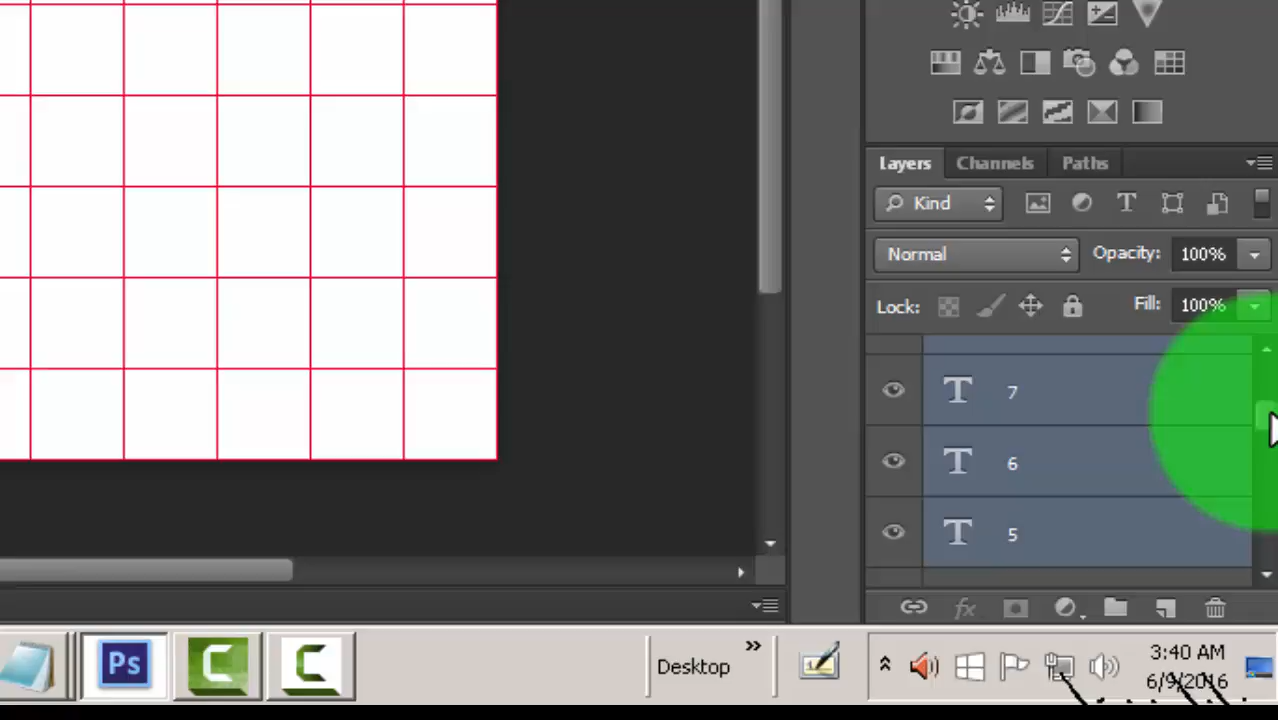 Layers Channels Paths
Kind
Normal Opacity: 100%
Lock: Fill: 100%
T 7
T 6
T 5
fx
Ps
Desktop
3:40 AM
6/9/2016